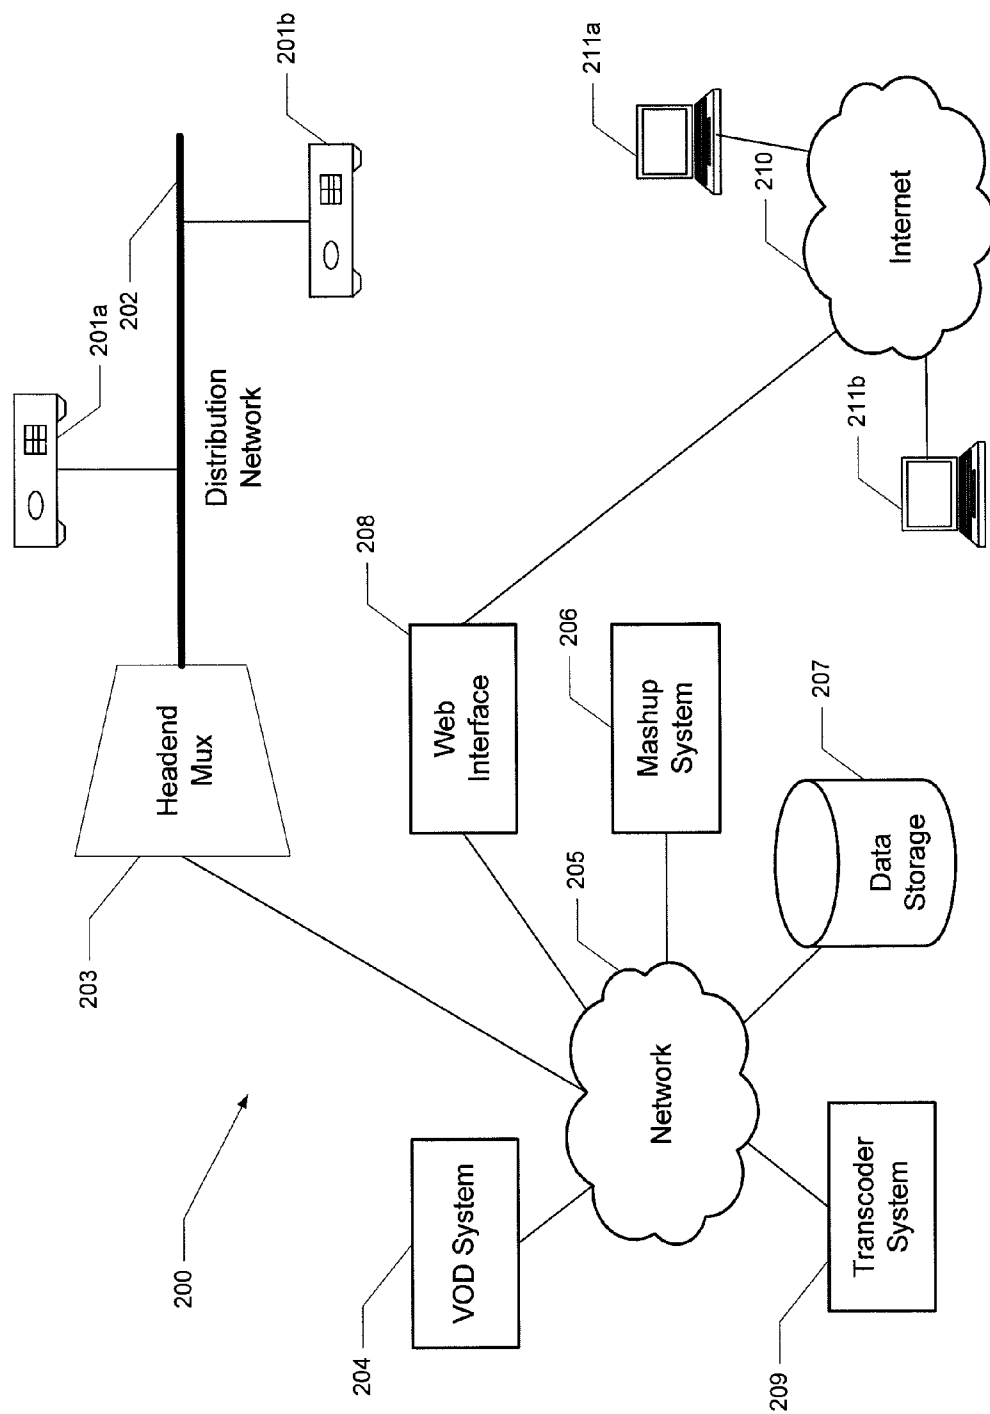 200
201a
201b
202
Distribution
Network
203
Headend
Mux
204
VOD System
205
Network
208
Web
Interface
206
Mashup
System
207
Data
Storage
209
Transcoder
System
210
Internet
211a
211b